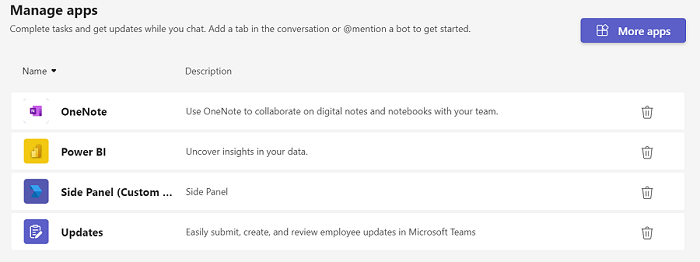 Manage apps
Complete tasks and get updates while you chat. Add a tab in the conversation or @mention a bot to get started.
More apps
Name Description
OneNote Use OneNote to collaborate on digital notes and notebooks with your team.
Power BI Uncover insights in your data.
Side Panel (Custom ... Side Panel
Updates Easily submit, create, and review employee updates in Microsoft Teams